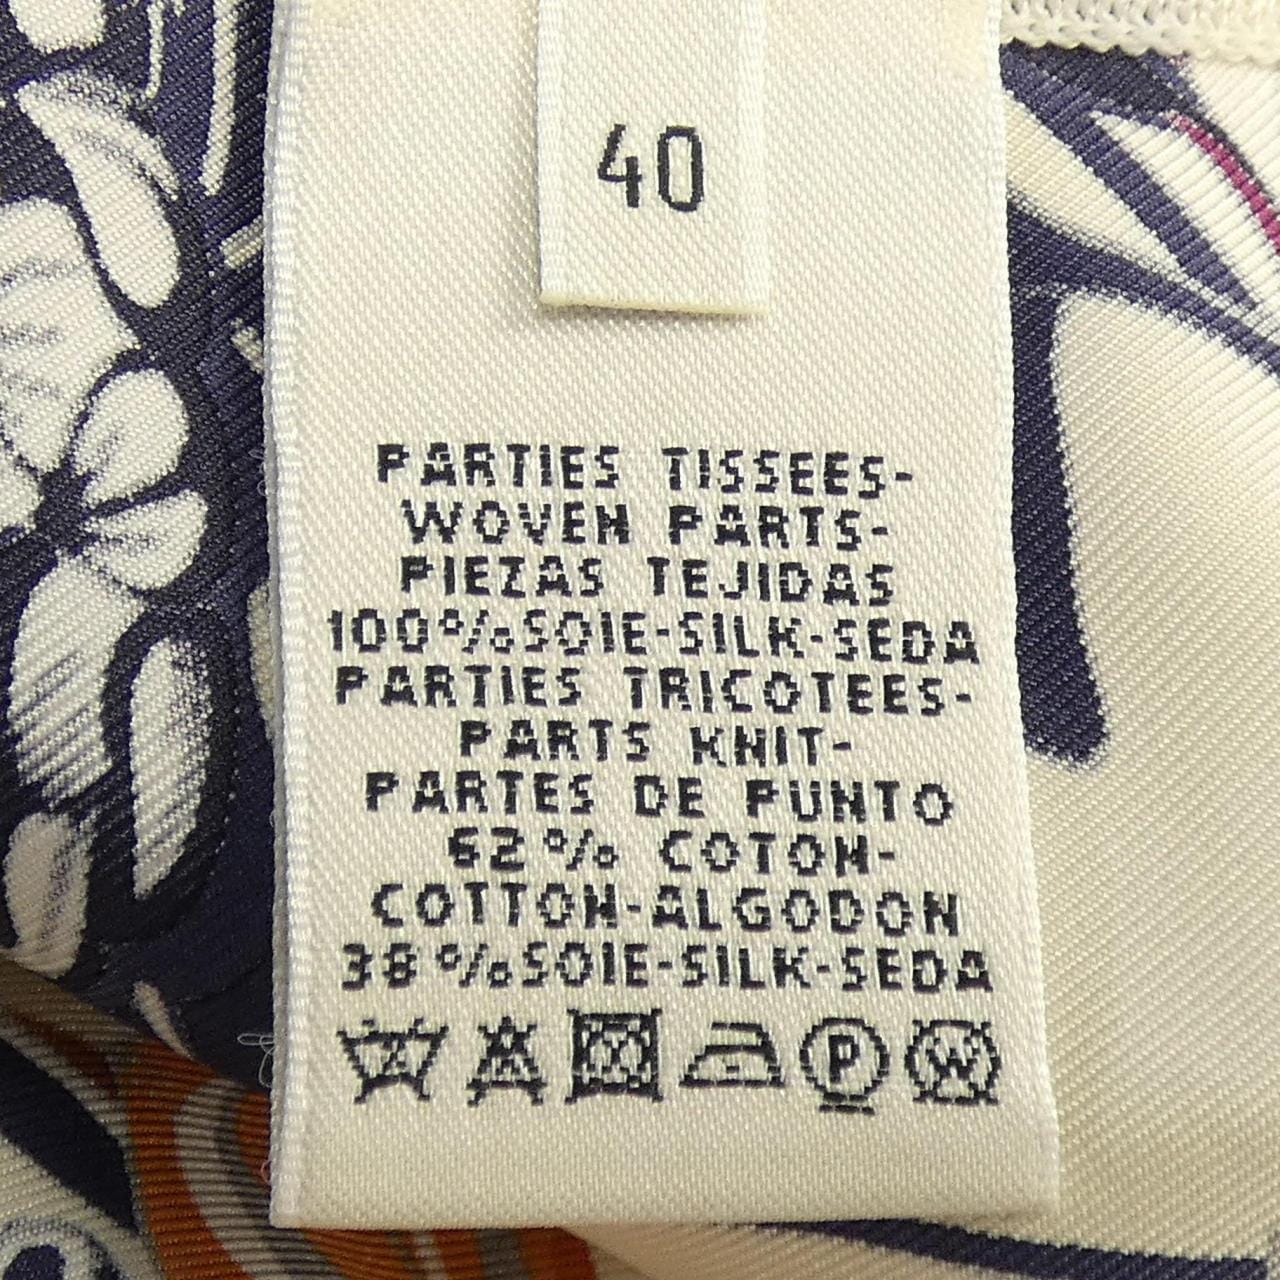 40
PARTIES TISSEES-
WOVEN PARTS-
PIEZAS TEJIDAS
100%SOIE-SILK-SEDA
PARTIES TRICOTEES-
PARTS KNIT-
PARTES DE PUNTO
62% COTON-
COTTON-ALGODON
38%SOIE-SILK-SEDA
P W